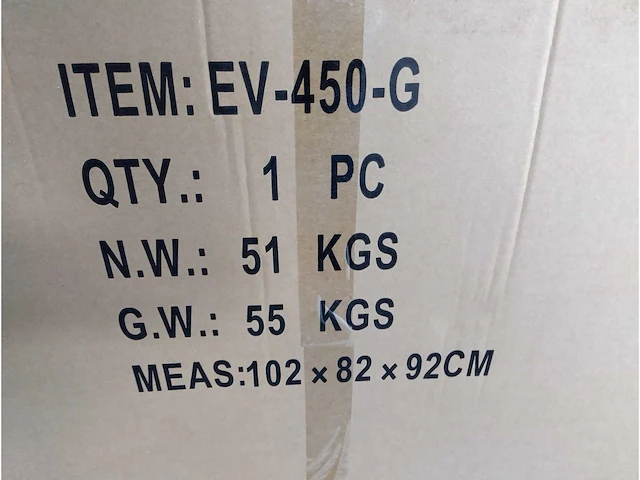 ITEM: EV-450-G
QTY.: 1 PC
N.W.: 51 KGS
G.W.: 55 KGS
MEAS:102 × 82 × 92CM